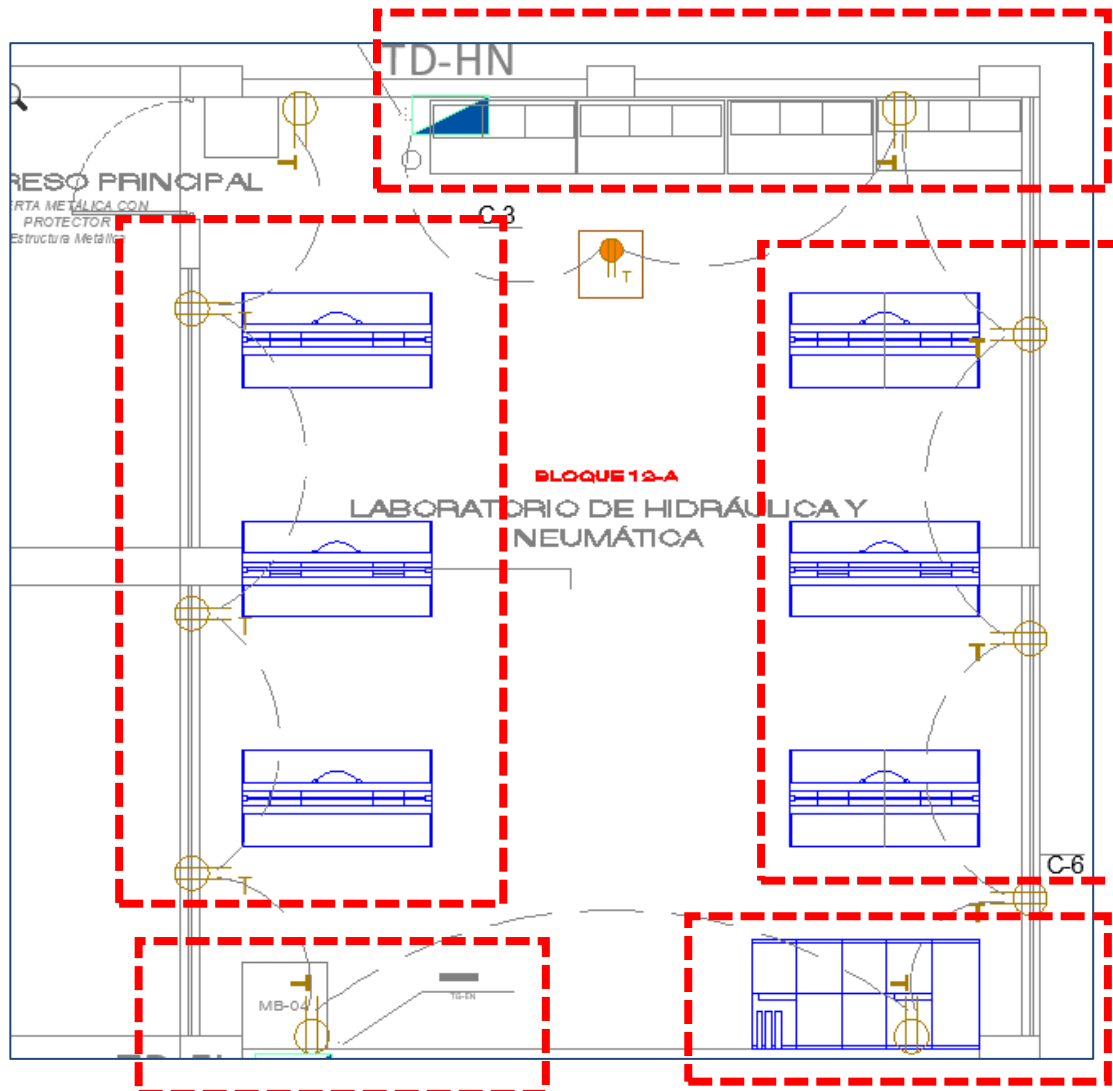 TD-HN
T
T
RESO PRINCIPAL
RTA METÁLICA CON
PROTECTOR
Estructura Metálica
C-3
T
T
T
BLOQUE 12-A
LABORATORIO DE HIDRÁULICA Y
NEUMÁTICA
T
T
C-6
T
T
T
T
MB-04
TG-EN